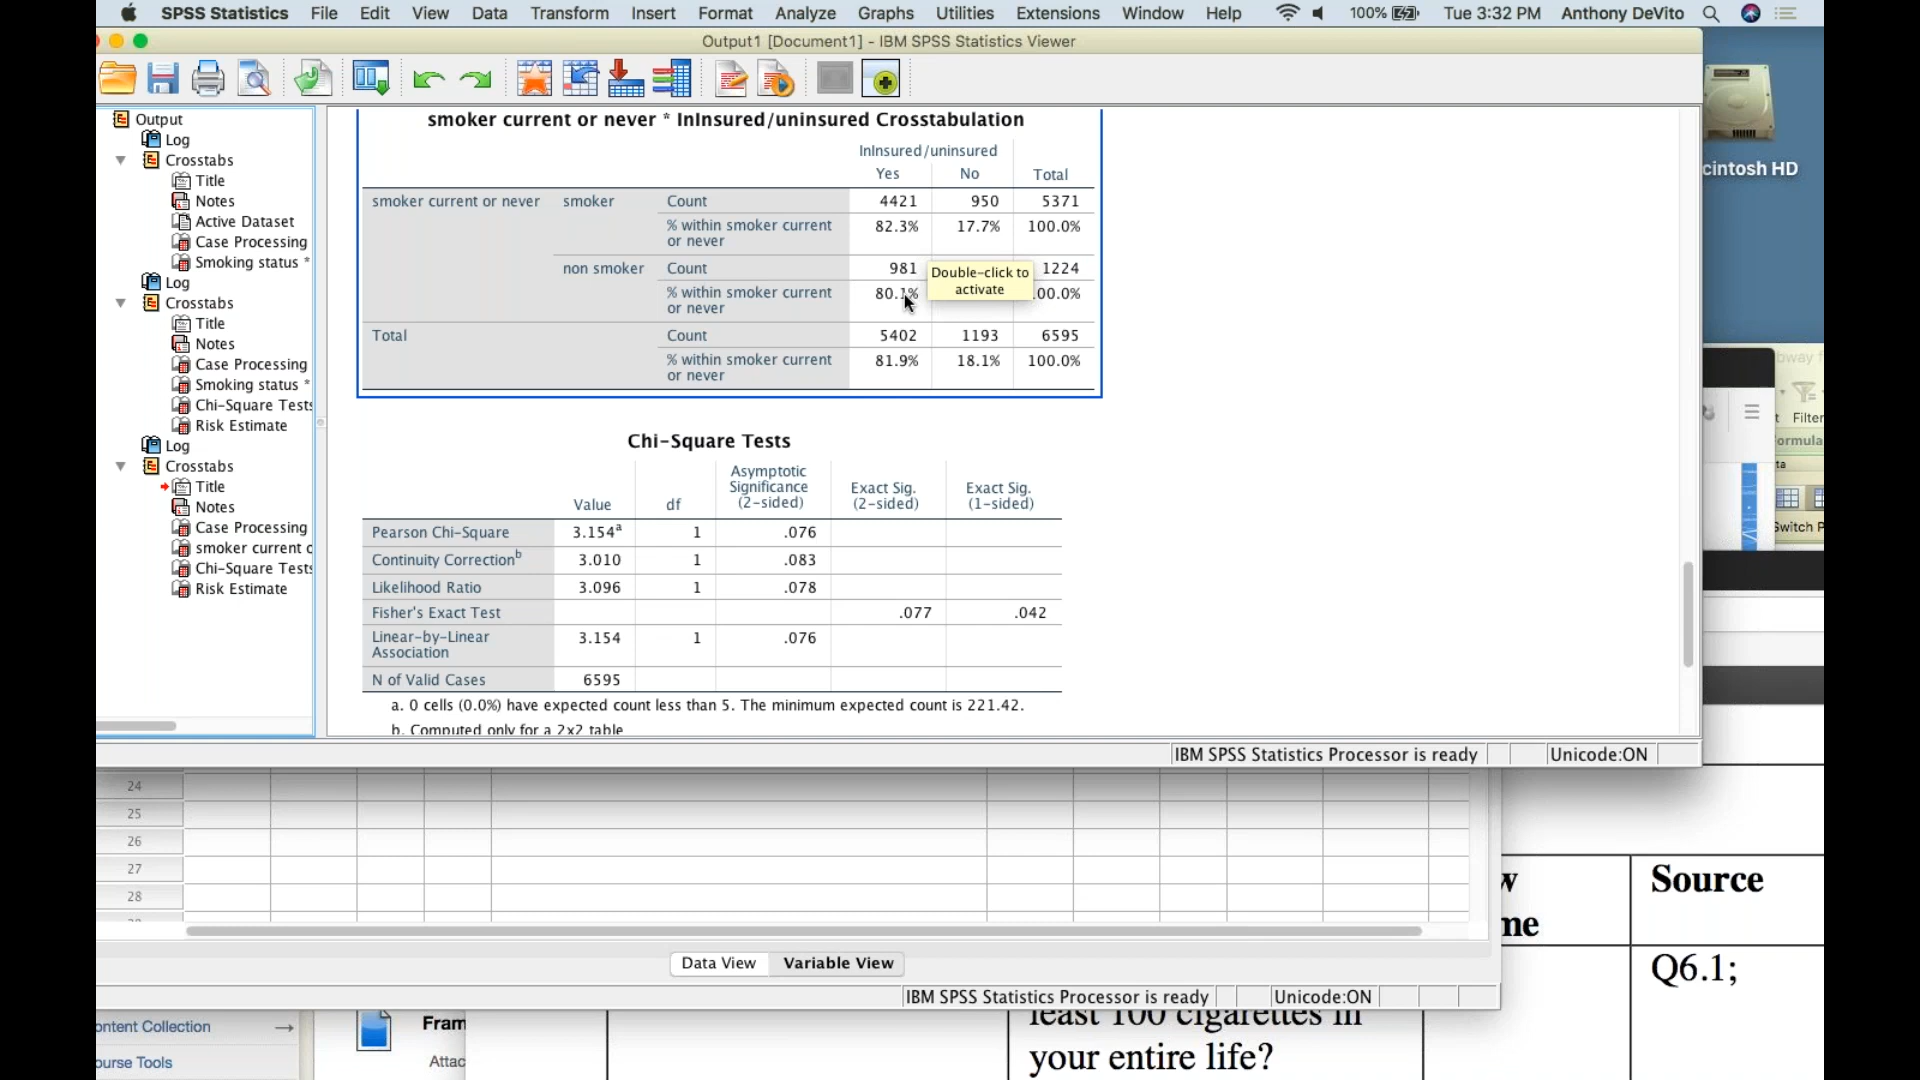 SPSS Statistics File Edit View Data Transform Insert Format Analyze Graphs Utilities Extensions Window Help 100% Tue 3:32 PM Anthony DeVito
Output1 [Document1] - IBM SPSS Statistics Viewer
Output
Log
Crosstabs
Title
Notes
Active Dataset
Case Processing
Smoking status *
Log
Crosstabs
Title
Notes
Case Processing
Smoking status *
Chi-Square Tests
Risk Estimate
Log
Crosstabs
Title
Notes
Case Processing
smoker current o
Chi-Square Tests
Risk Estimate
smoker current or never * InInsured/uninsured Crosstabulation
InInsured/uninsured
Yes No Total
smoker current or never smoker Count 4421 950 5371
% within smoker current or never 82.3% 17.7% 100.0%
non smoker Count 981 1224
% within smoker current or never 80.1% 00.0%
Double-click to
activate
Total Count 5402 1193 6595
% within smoker current or never 81.9% 18.1% 100.0%
Chi-Square Tests
Value df Asymptotic Significance (2-sided) Exact Sig. (2-sided) Exact Sig. (1-sided)
Pearson Chi-Square 3.154a 1 .076
Continuity Correctionb 3.010 1 .083
Likelihood Ratio 3.096 1 .078
Fisher's Exact Test .077 .042
Linear-by-Linear Association 3.154 1 .076
N of Valid Cases 6595
a. 0 cells (0.0%) have expected count less than 5. The minimum expected count is 221.42.
b. Computed only for a 2x2 table
IBM SPSS Statistics Processor is ready Unicode:ON
cintosh HD
Filter
Switch P
24
25
26
27
28
Data View Variable View
IBM SPSS Statistics Processor is ready Unicode:ON
w
me
Source
Q6.1;
least 100 cigarettes in
your entire life?
ontent Collection
ourse Tools
Fram
Attac